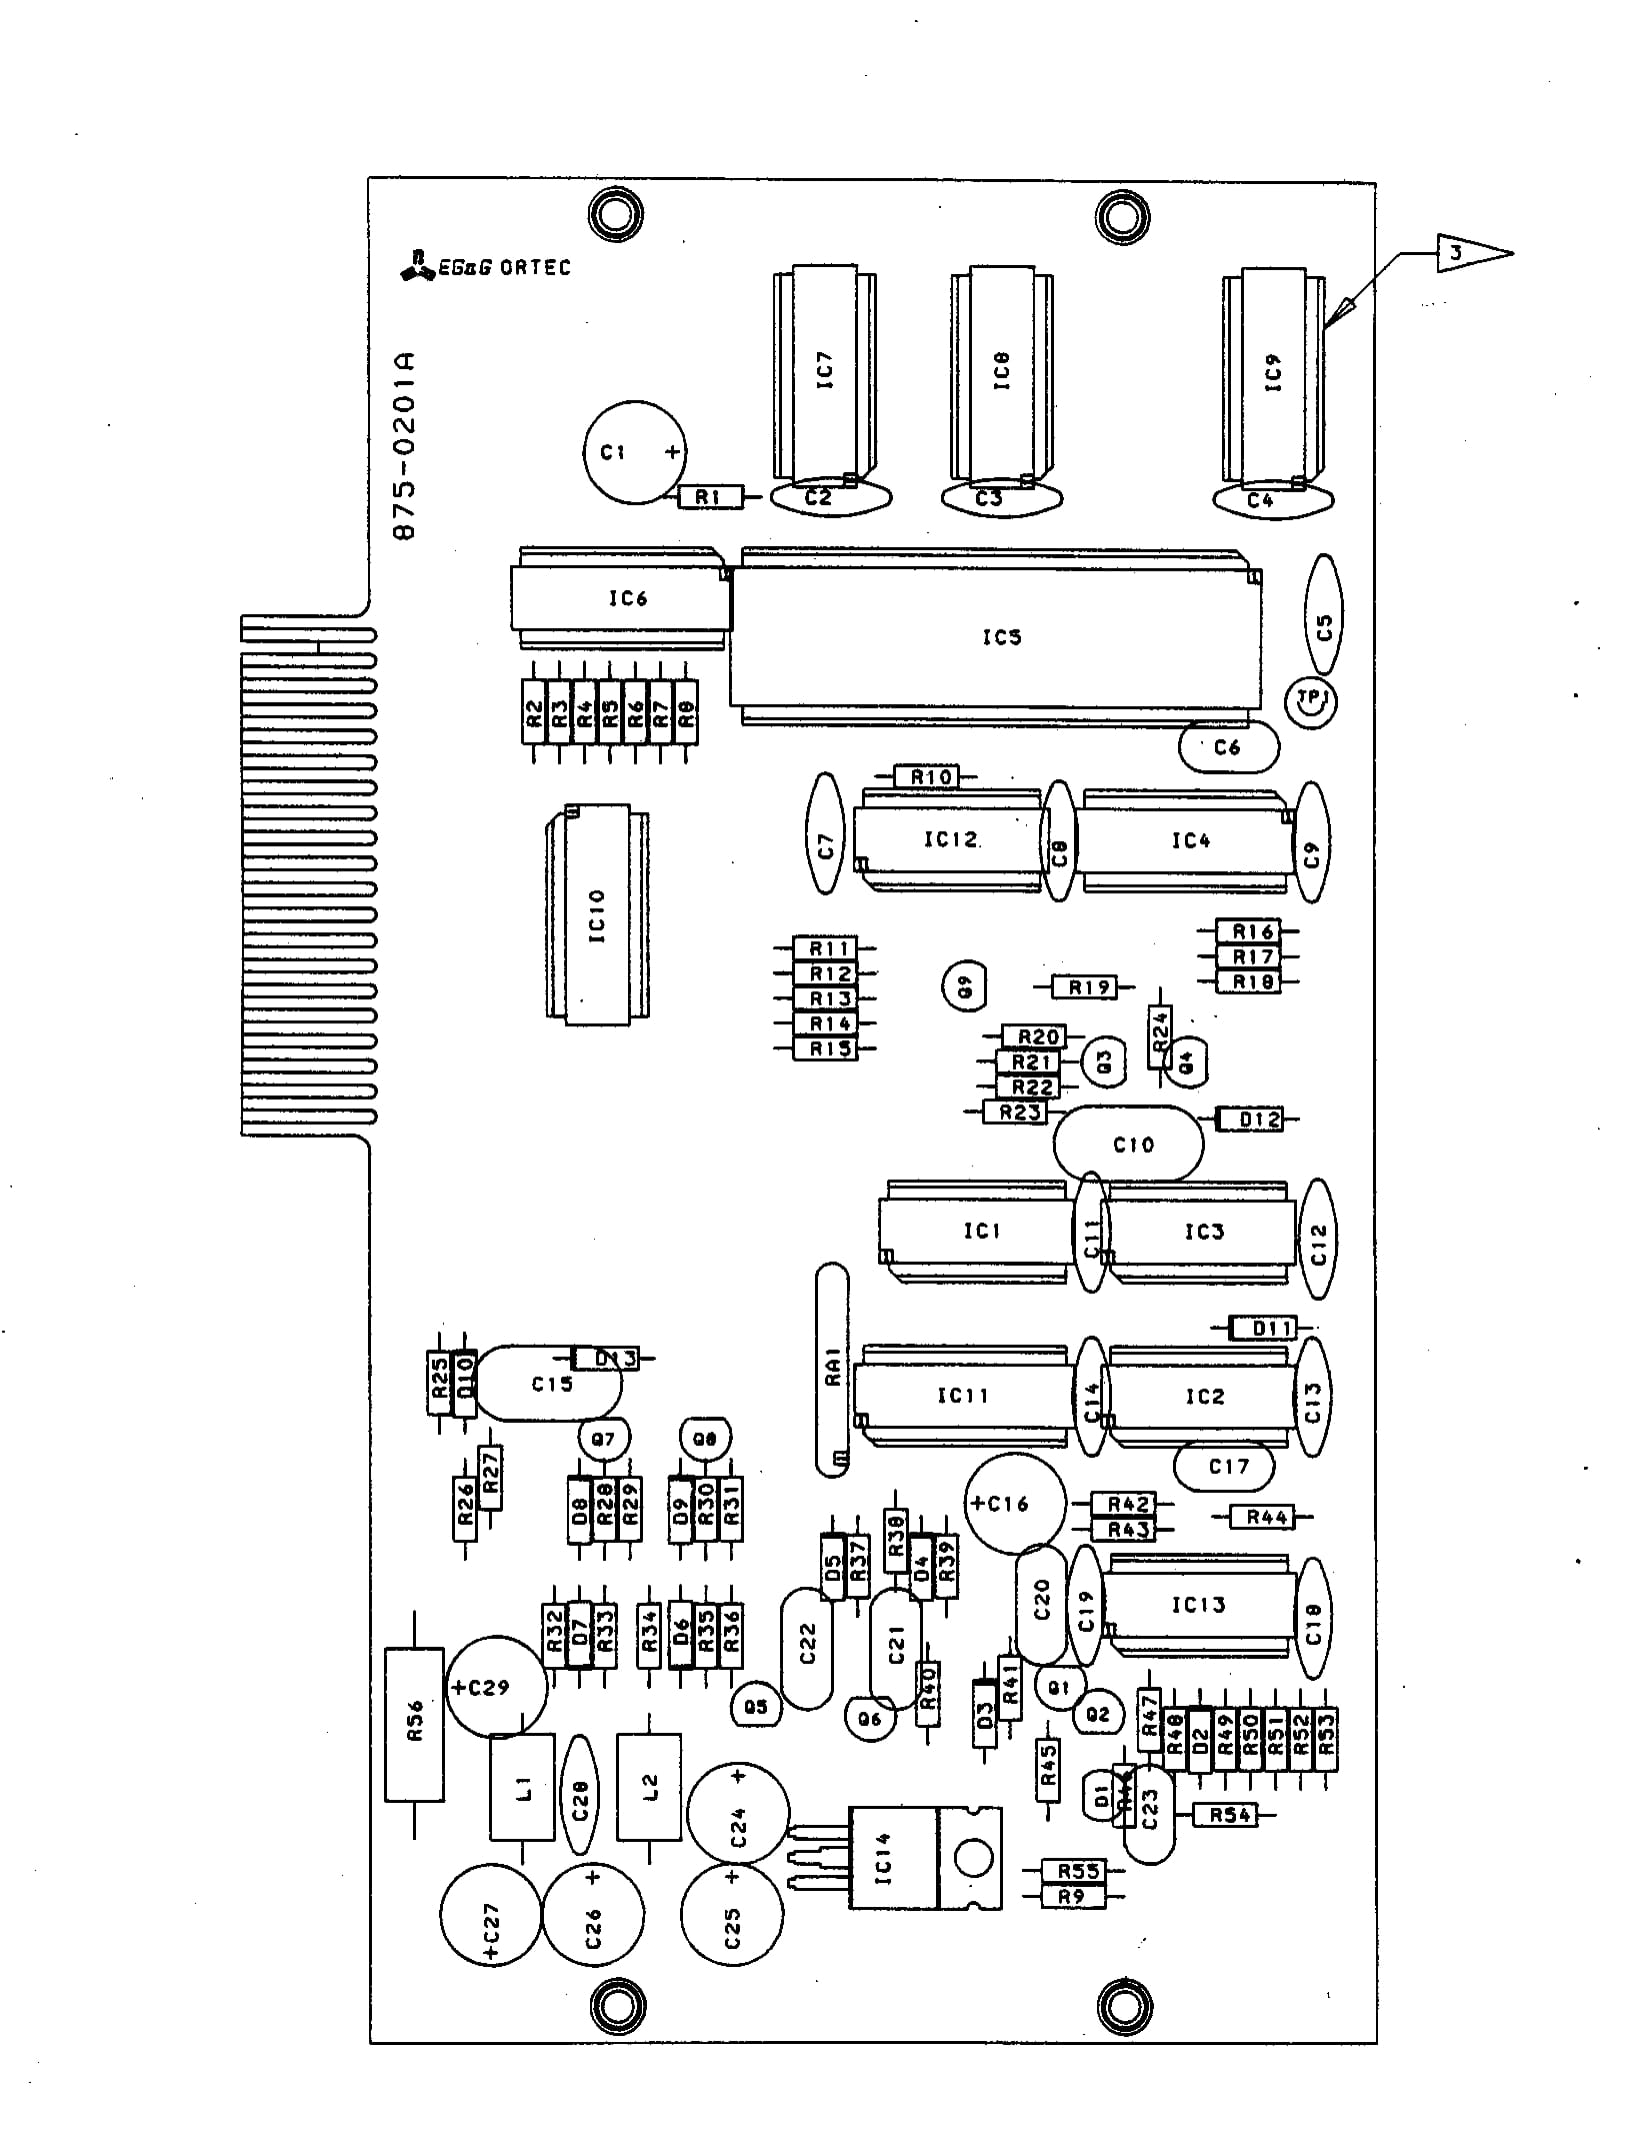 EG&G ORTEC
3
875-0201A
IC7
IC8
IC9
C1 +
R1
C2
C3
C4
IC6
IC5
C5
TP1
R2
R3
R4
R5
R6
R7
R8
C6
R10
C7
IC12
C8
IC4
C9
IC10
R11
R12
R13
R14
R15
Q9
R19
R16
R17
R18
R20
R21
R22
R23
Q3
R24
Q4
C10
D12
IC1
C11
IC3
C12
D11
RA1
IC11
C14
IC2
C13
R25
D10
C15
D13
Q7
Q8
C17
R26
R27
D8
R28
R29
D9
R30
R31
+C16
R42
R43
R44
D5
R37
R38
D4
R39
C20
C19
IC13
C18
R32
D7
R33
R34
D6
R35
R36
C22
C21
R40
R41
D3
Q1
Q2
Q5
Q6
R56
+C29
R47
R48
D2
R49
R50
R51
R52
R53
L1
C28
L2
+
C24
R45
D1
C23
R54
IC14
R55
R9
+C27
+
C26
+
C25